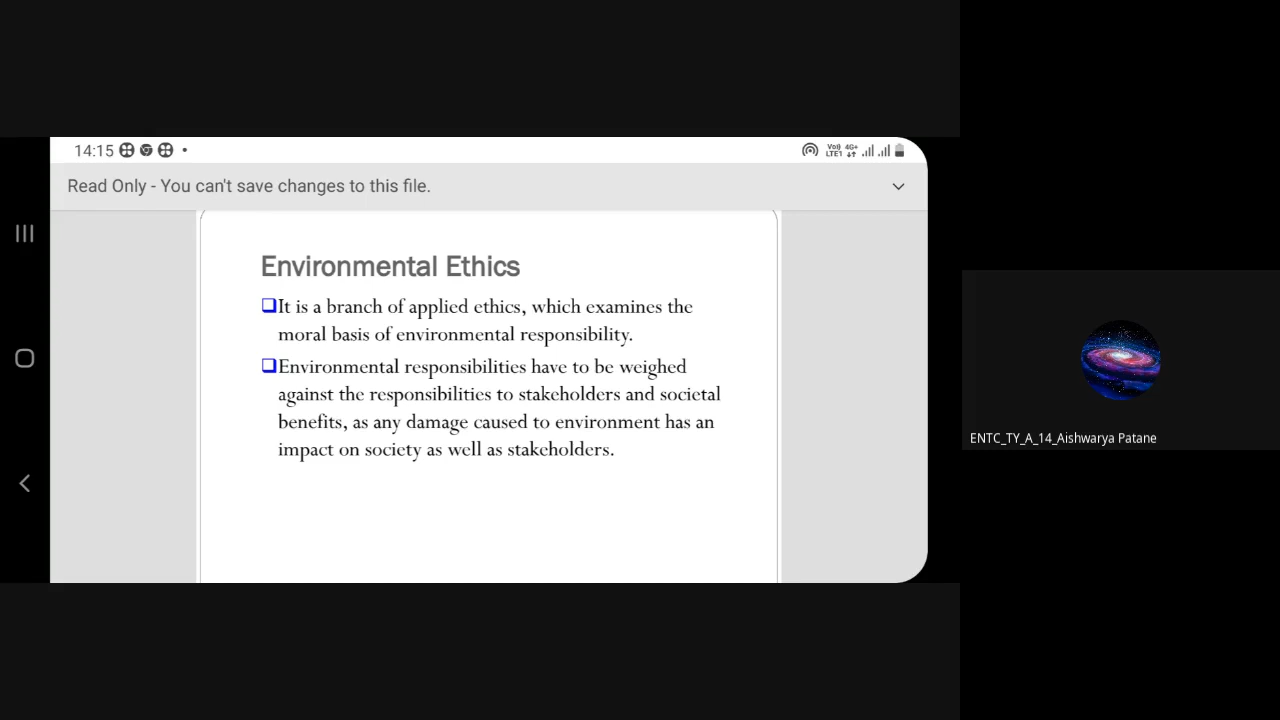 14:15
Vo) 4G+
LTE1
Read Only - You can't save changes to this file.
Environmental Ethics
It is a branch of applied ethics, which examines the
moral basis of environmental responsibility.
Environmental responsibilities have to be weighed
against the responsibilities to stakeholders and societal
benefits, as any damage caused to environment has an
impact on society as well as stakeholders.
ENTC_TY_A_14_Aishwarya Patane